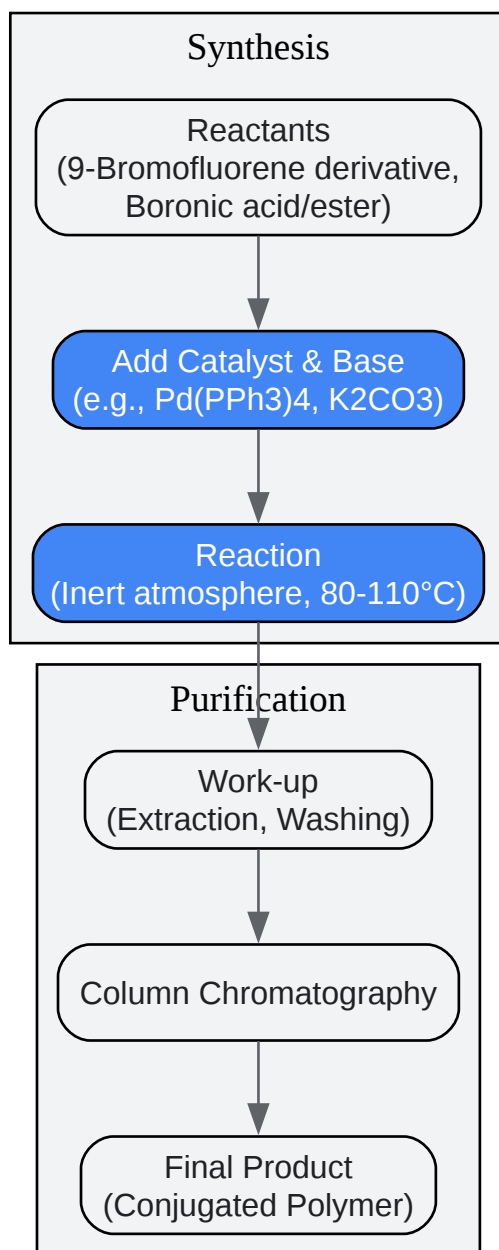 Synthesis
Reactants
(9-Bromofluorene derivative,
Boronic acid/ester)
Add Catalyst & Base
(e.g., Pd(PPh3)4, K2CO3)
Reaction
(Inert atmosphere, 80-110°C)
Purification
Work-up
(Extraction, Washing)
Column Chromatography
Final Product
(Conjugated Polymer)